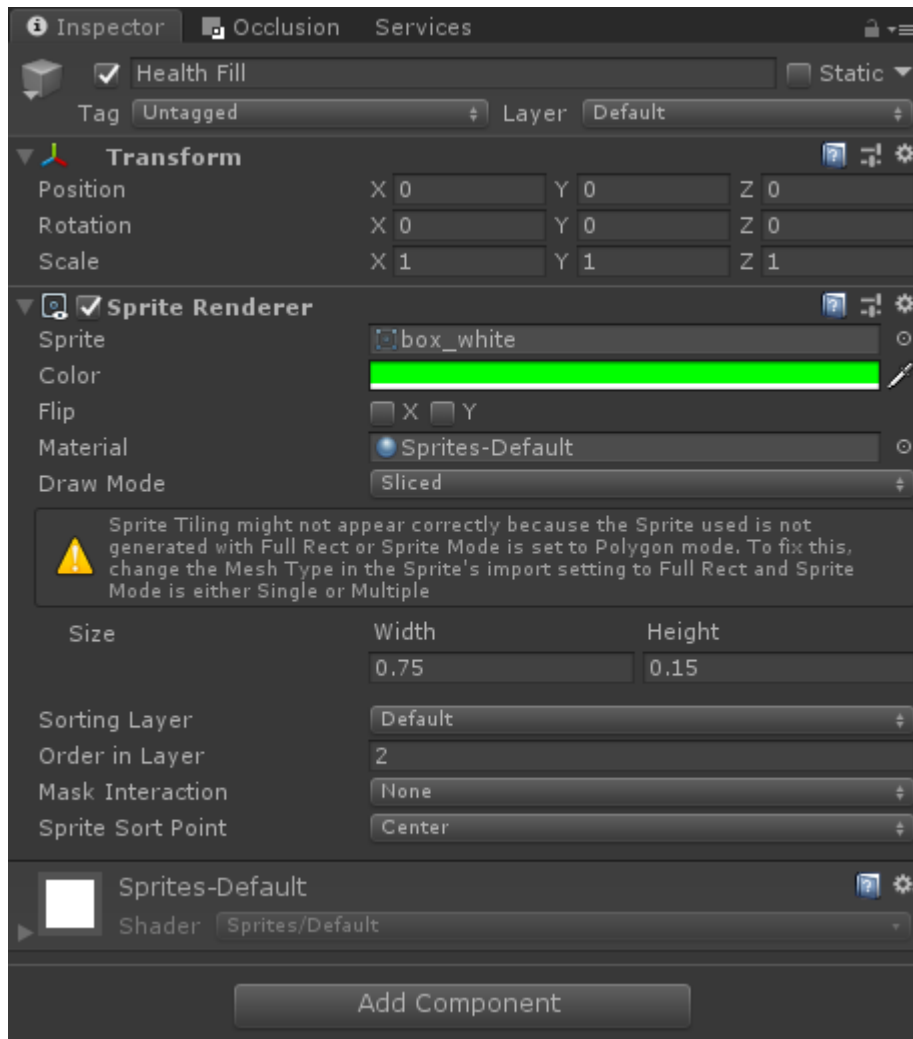 Inspector Occlusion Services
Health Fill Static
Tag Untagged Layer Default
Transform
Position X 0 Y 0 Z 0
Rotation X 0 Y 0 Z 0
Scale X 1 Y 1 Z 1
Sprite Renderer
Sprite box_white
Color
Flip X Y
Material Sprites-Default
Draw Mode Sliced
Sprite Tiling might not appear correctly because the Sprite used is not
generated with Full Rect or Sprite Mode is set to Polygon mode. To fix this,
change the Mesh Type in the Sprite's import setting to Full Rect and Sprite
Mode is either Single or Multiple
Size Width Height
0.75 0.15
Sorting Layer Default
Order in Layer 2
Mask Interaction None
Sprite Sort Point Center
Sprites-Default
Shader Sprites/Default
Add Component